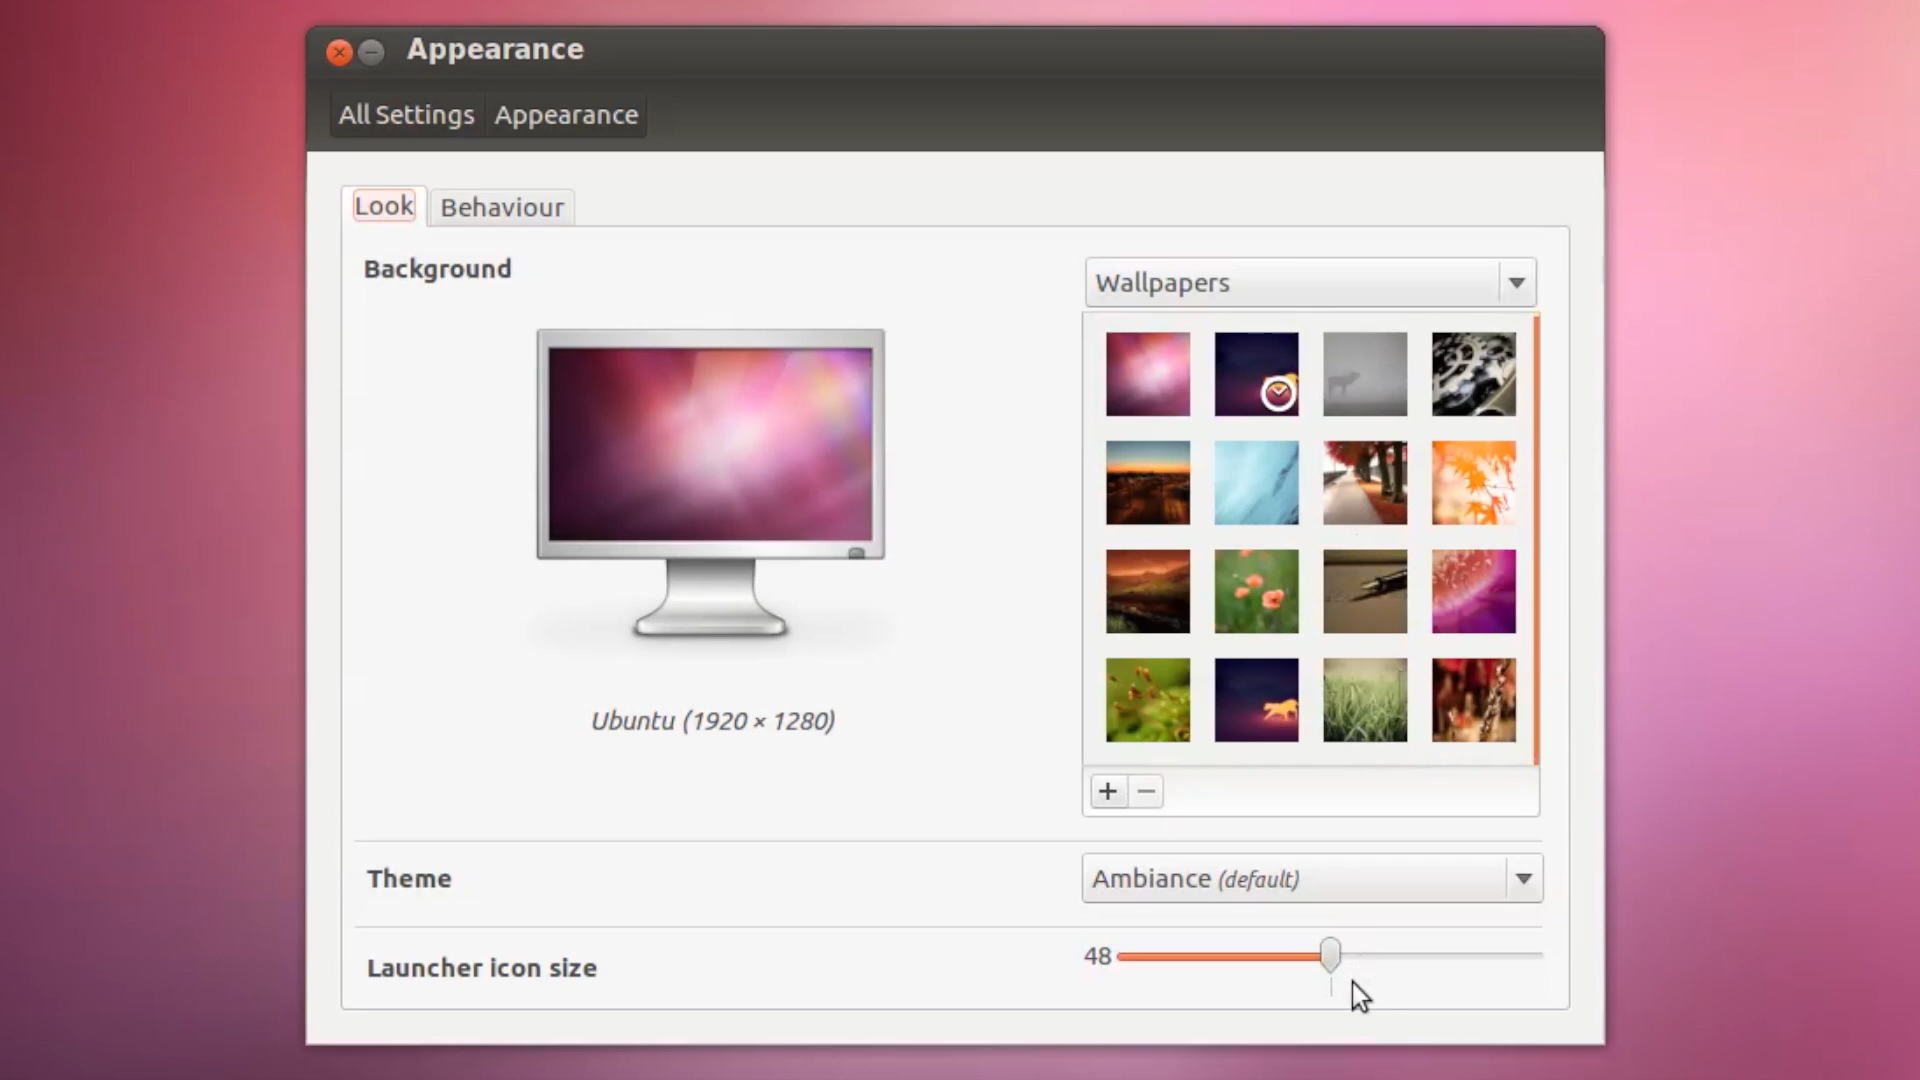 Appearance
All Settings Appearance
Look Behaviour
Background
Wallpapers
Ubuntu (1920 × 1280)
Theme
Ambiance (default)
Launcher icon size
48